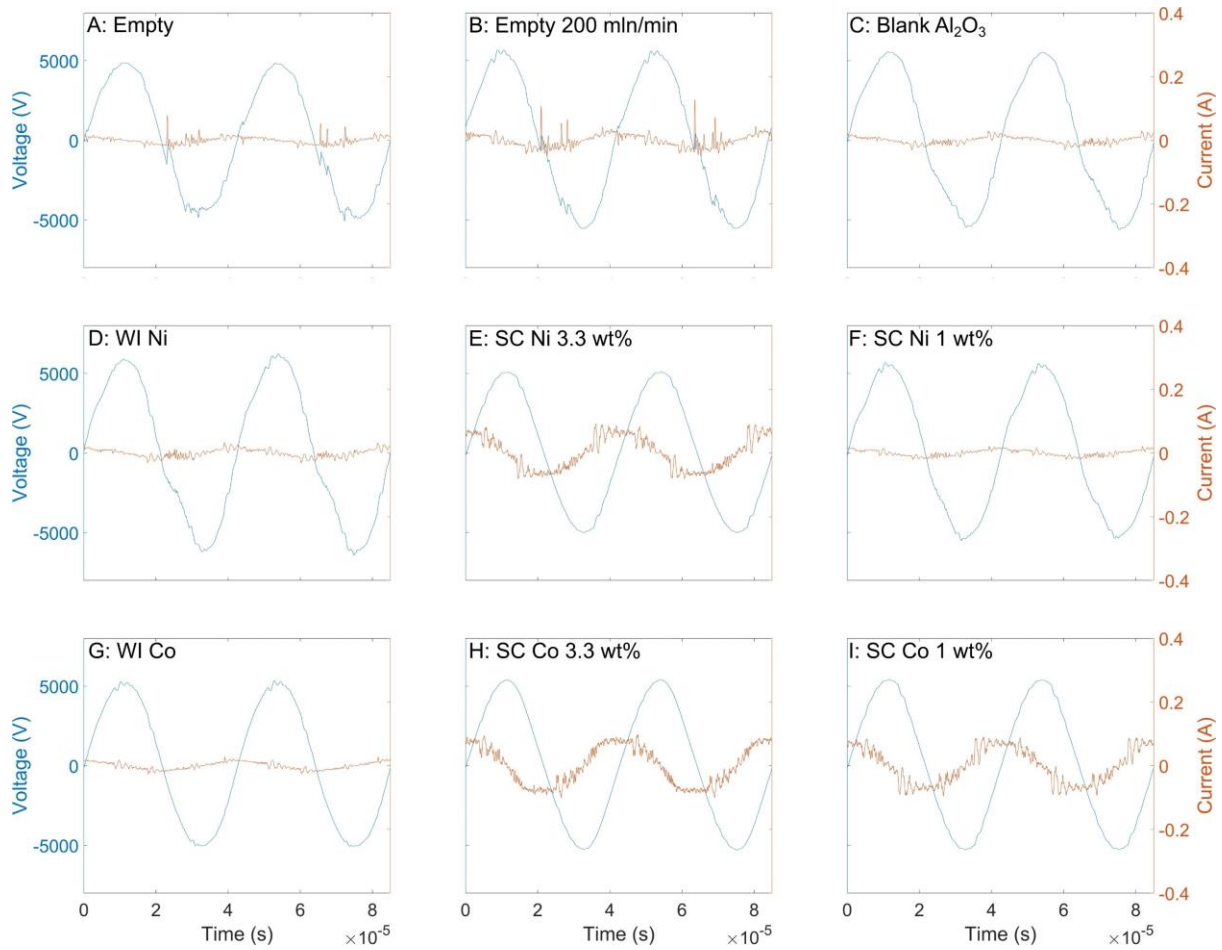 A: Empty
B: Empty 200 mln/min
C: Blank Al₂O₃
Voltage (V)
5000
0
-5000
0.4
0.2
0
-0.2
-0.4
Current (A)
D: WI Ni
E: SC Ni 3.3 wt%
F: SC Ni 1 wt%
Voltage (V)
5000
0
-5000
0.4
0.2
0
-0.2
-0.4
Current (A)
G: WI Co
H: SC Co 3.3 wt%
I: SC Co 1 wt%
Voltage (V)
5000
0
-5000
0.4
0.2
0
-0.2
-0.4
Current (A)
0 2 4 6 8
0 2 4 6 8
0 2 4 6 8
Time (s) ×10⁻⁵
Time (s) ×10⁻⁵
Time (s) ×10⁻⁵